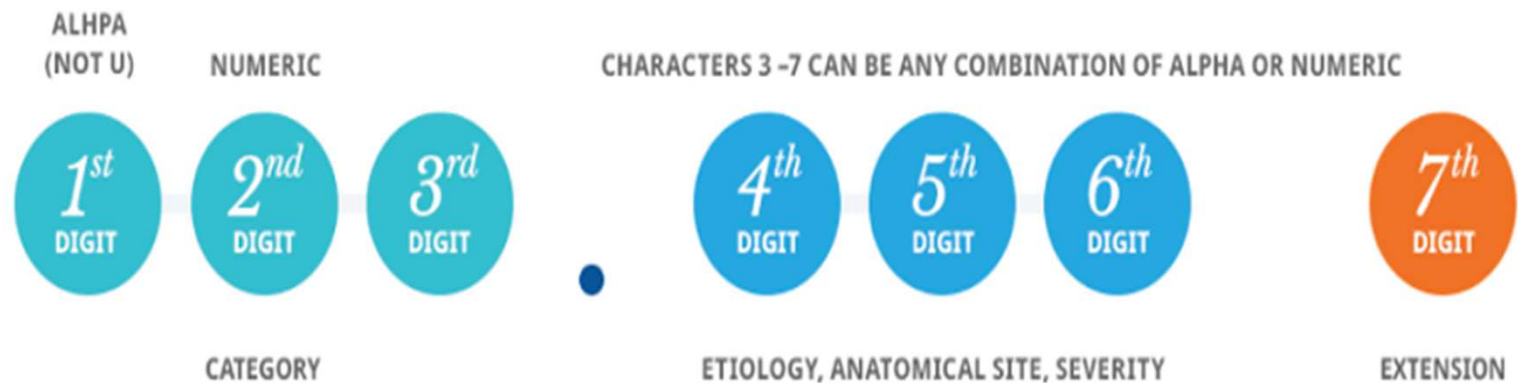 ALHPA
(NOT U)
NUMERIC
CHARACTERS 3 –7 CAN BE ANY COMBINATION OF ALPHA OR NUMERIC
1st
DIGIT
2nd
DIGIT
3rd
DIGIT
4th
DIGIT
5th
DIGIT
6th
DIGIT
7th
DIGIT
CATEGORY
ETIOLOGY, ANATOMICAL SITE, SEVERITY
EXTENSION